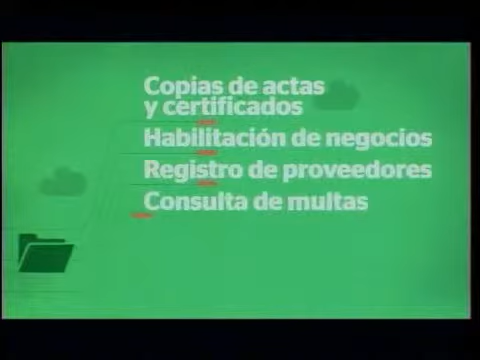 Copias de actas
y certificados
Habilitación de negocios
Registro de proveedores
Consulta de multas